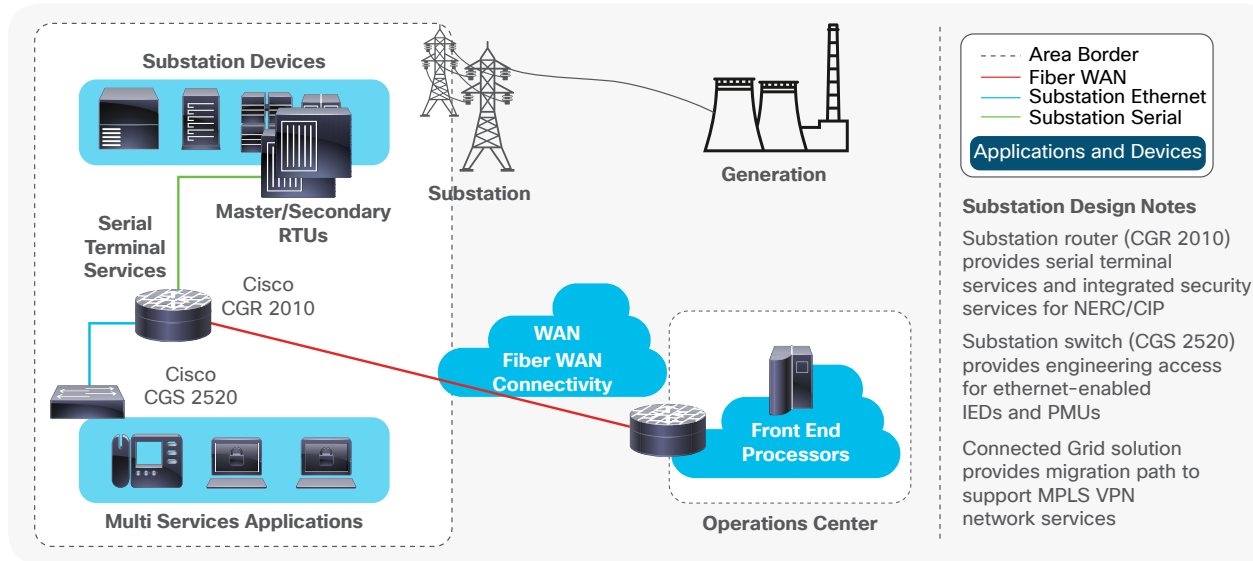 Substation Devices
Master/Secondary
RTUs
Serial
Terminal
Services
Cisco
CGR 2010
Cisco
CGS 2520
Multi Services Applications
Substation
Generation
WAN
Fiber WAN
Connectivity
Front End
Processors
Operations Center
Area Border
Fiber WAN
Substation Ethernet
Substation Serial
Applications and Devices
Substation Design Notes
Substation router (CGR 2010)
provides serial terminal
services and integrated security
services for NERC/CIP
Substation switch (CGS 2520)
provides engineering access
for ethernet-enabled
IEDs and PMUs
Connected Grid solution
provides migration path to
support MPLS VPN
network services